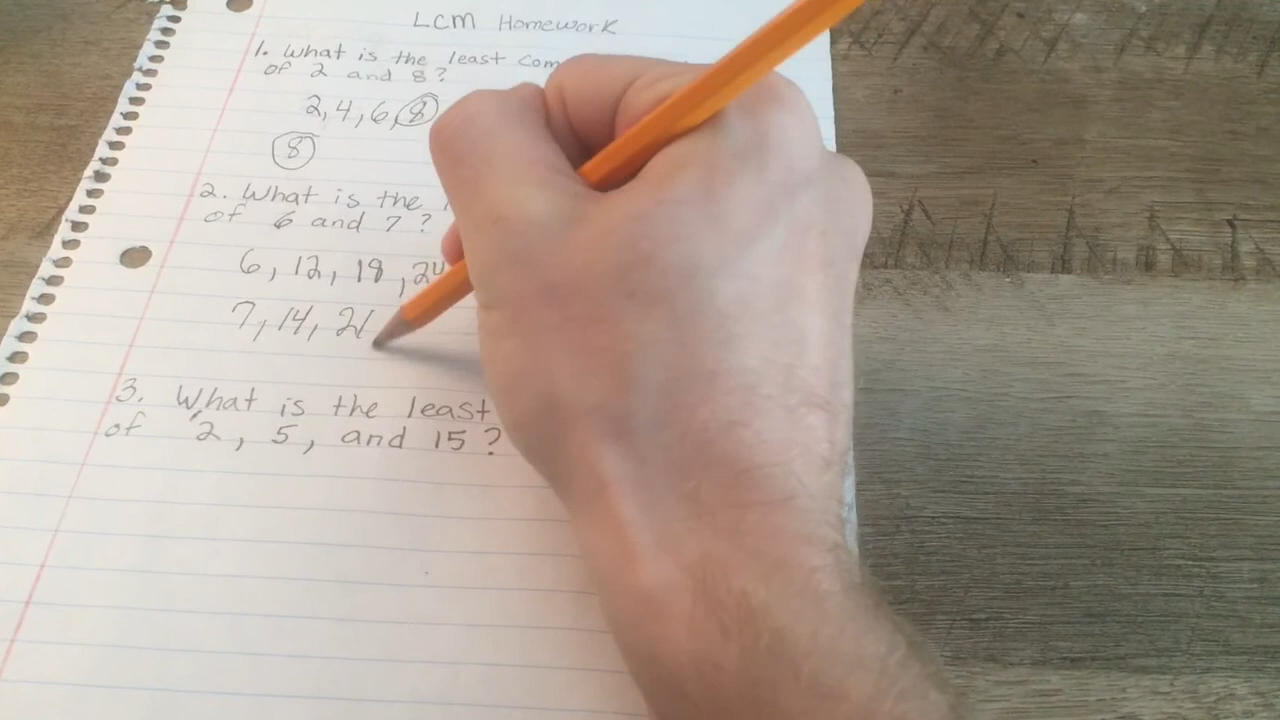 LCM Homework
1. What is the least com
of 2 and 8?
2, 4, 6, 8
8
2. What is the
of 6 and 7?
6, 12, 18, 24
7, 14, 21
3. What is the least
of 2, 5, and 15?